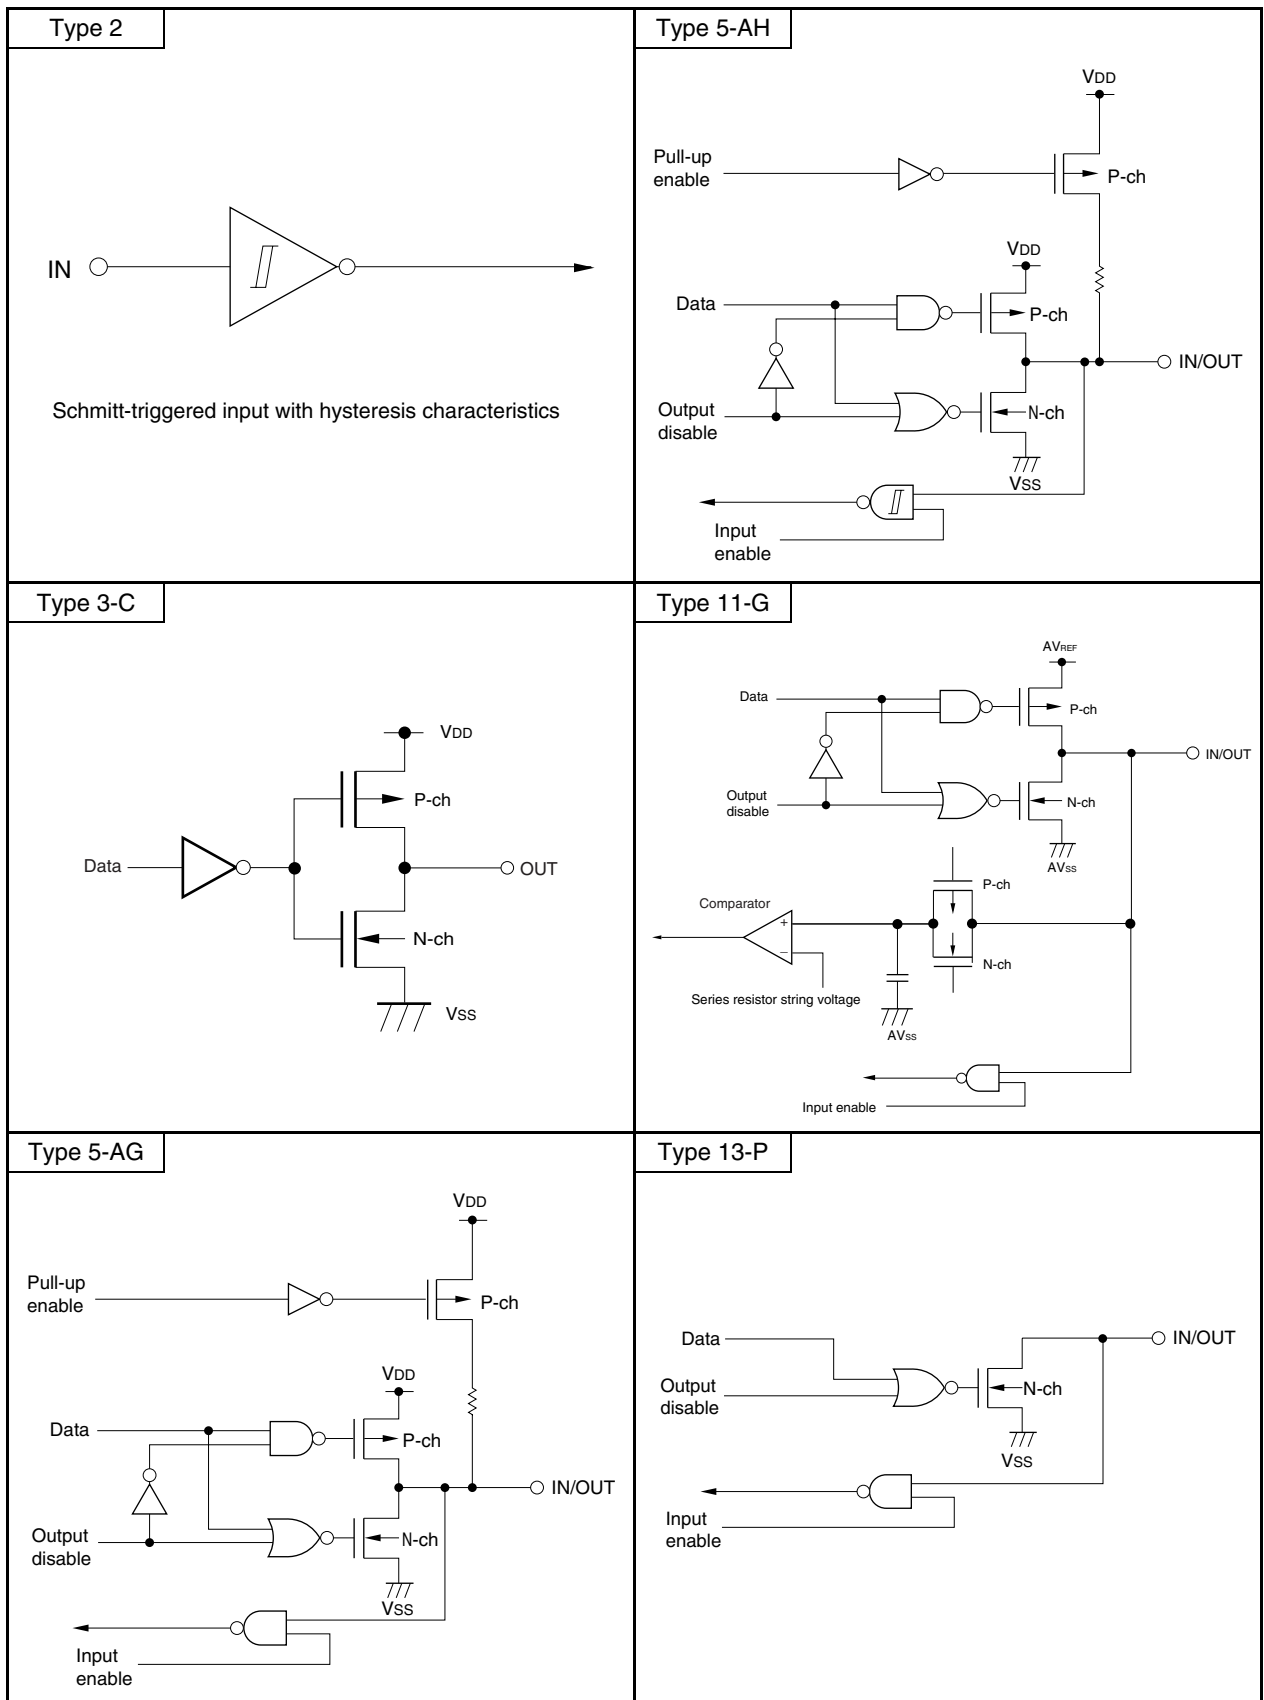 Type 2
IN
Schmitt-triggered input with hysteresis characteristics
Type 5-AH
VDD
Pull-up
enable
P-ch
VDD
Data
P-ch
IN/OUT
Output
disable
N-ch
VSS
Input
enable
Type 3-C
VDD
P-ch
Data
OUT
N-ch
VSS
Type 11-G
AVREF
Data
P-ch
IN/OUT
Output
disable
N-ch
AVSS
P-ch
Comparator
+
−
N-ch
Series resistor string voltage
AVSS
Input enable
Type 5-AG
VDD
Pull-up
enable
P-ch
VDD
Data
P-ch
IN/OUT
Output
disable
N-ch
VSS
Input
enable
Type 13-P
Data
IN/OUT
Output
disable
N-ch
VSS
Input
enable